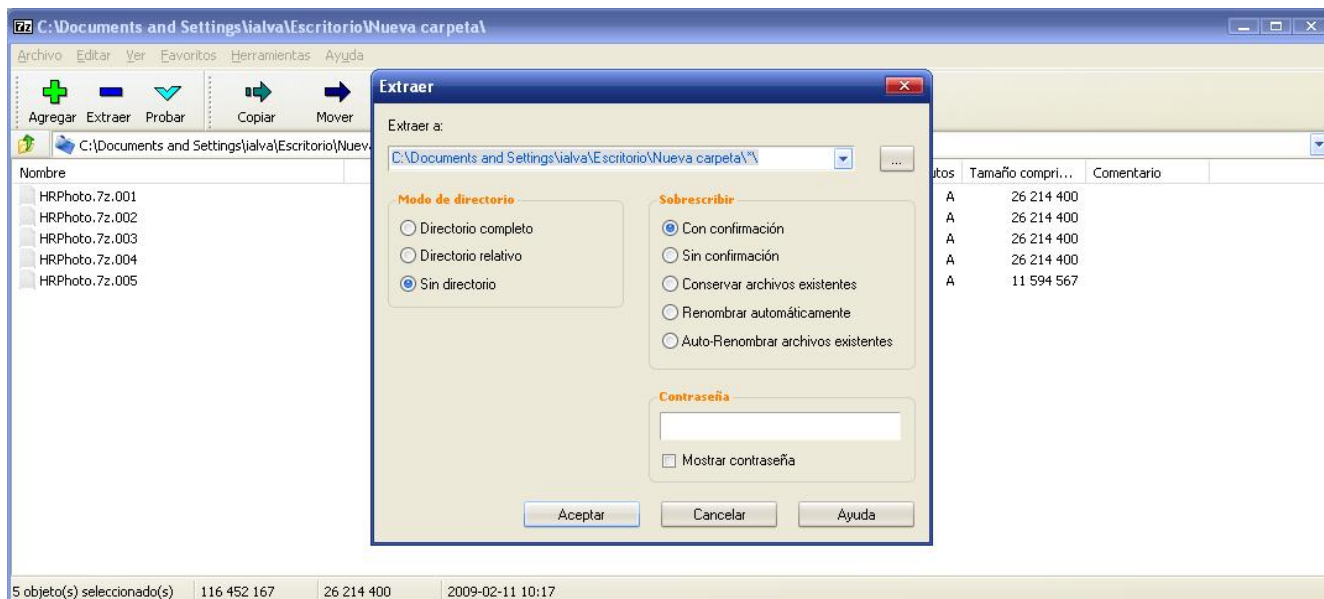 7z C:\Documents and Settings\ialva\Escritorio\Nueva carpeta\
Archivo Editar Ver Favoritos Herramientas Ayuda
Agregar Extraer Probar Copiar Mover
C:\Documents and Settings\ialva\Escritorio\Nuev
Nombre Tamaño compri... Comentario
HRPhoto.7z.001 A 26 214 400
HRPhoto.7z.002 A 26 214 400
HRPhoto.7z.003 A 26 214 400
HRPhoto.7z.004 A 26 214 400
HRPhoto.7z.005 A 11 594 567
Extraer
Extraer a:
C:\Documents and Settings\ialva\Escritorio\Nueva carpeta\*\
...
Modo de directorio
Directorio completo
Directorio relativo
Sin directorio
Sobrescribir
Con confirmación
Sin confirmación
Conservar archivos existentes
Renombrar automáticamente
Auto-Renombrar archivos existentes
Contraseña
Mostrar contraseña
Aceptar Cancelar Ayuda
5 objeto(s) seleccionado(s) 116 452 167 26 214 400 2009-02-11 10:17